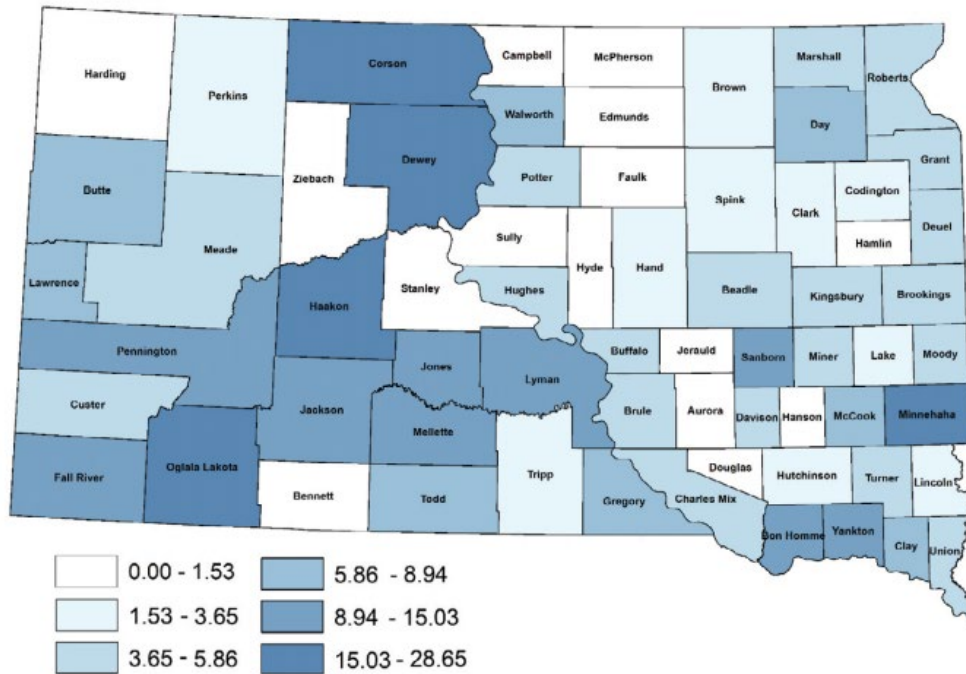 Harding
Perkins
Corson
Campbell
McPherson
Brown
Marshall
Roberts
Walworth
Edmunds
Day
Dewey
Ziebach
Butte
Potter
Faulk
Grant
Codington
Spink
Clark
Deuel
Meade
Sully
Hyde
Hand
Hamlin
Lawrence
Stanley
Hughes
Haakon
Beadle
Kingsbury
Brookings
Pennington
Jones
Lyman
Buffalo
Jerauld
Sanborn
Miner
Lake
Moody
Custer
Jackson
Mellette
Brule
Aurora
Davison
Hanson
McCook
Minnehaha
Fall River
Oglala Lakota
Bennett
Todd
Tripp
Gregory
Charles Mix
Douglas
Hutchinson
Turner
Lincoln
Bon Homme
Yankton
Clay
Union
0.00 - 1.53
5.86 - 8.94
1.53 - 3.65
8.94 - 15.03
3.65 - 5.86
15.03 - 28.65